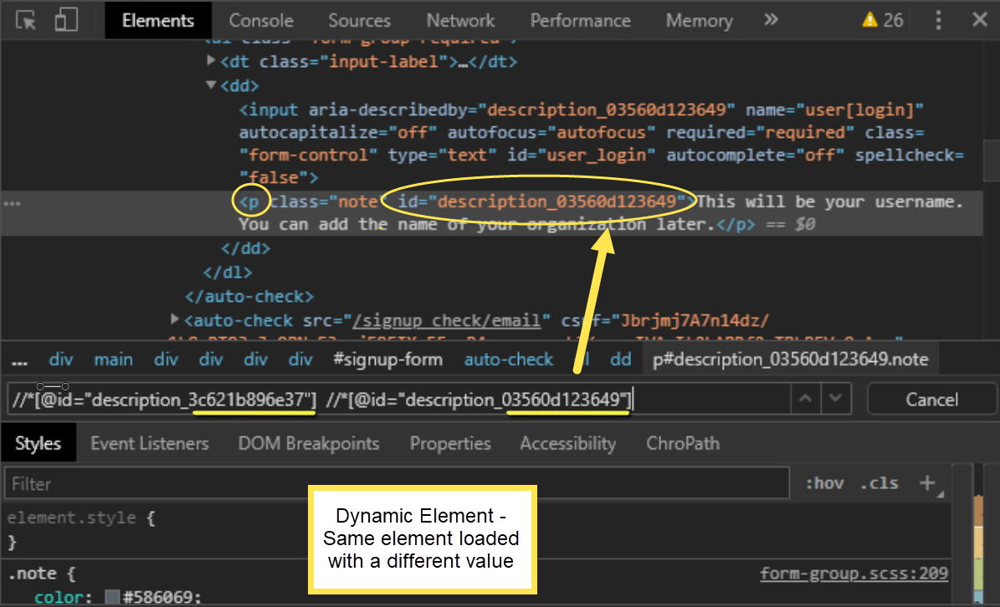 Elements Console Sources Network Performance Memory » 26
<dl class="form-group required">
<dt class="input-label">…</dt>
<dd>
<input aria-describedby="description_03560d123649" name="user[login]"
autocapitalize="off" autofocus="autofocus" required="required" class=
"form-control" type="text" id="user_login" autocomplete="off" spellcheck=
"false">
<p class="note" id="description_03560d123649">This will be your username.
You can add the name of your organization later.</p> == $0
</dd>
</dl>
</auto-check>
<auto-check src="/signup_check/email" csrf="Jbrjmj7A7n14dz/
... div main div div div div #signup-form auto-check dd p#description_03560d123649.note
//*[@id="description_3c621b896e37"] //*[@id="description_03560d123649"]
Cancel
Styles Event Listeners DOM Breakpoints Properties Accessibility ChroPath
Filter :hov .cls +
element.style {
}
.note { form-group.scss:209
color: #586069;
Dynamic Element -
Same element loaded
with a different value